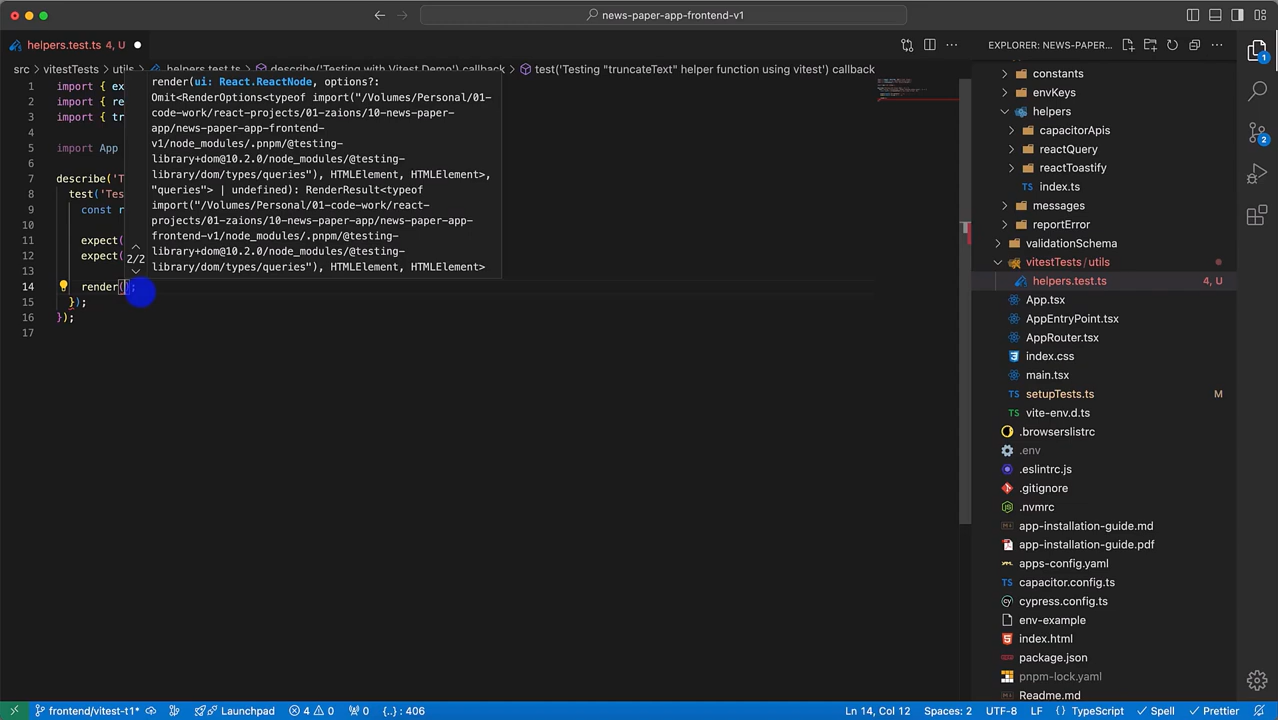 news-paper-app-frontend-v1
helpers.test.ts 4, U
EXPLORER: NEWS-PAPER...
1
src > vitestTests > utils > helpers.test.ts > describe('Testing with Vitest Demo') callback > test('Testing "truncateText" helper function using vitest') callback
1 import { ex
2 import { re
3 import { tr
4
5 import App
6
7 describe('T
8 test('Tes
9 const r
10
11 expect(
12 expect(
13
14 render();
15 });
16 });
17
render(ui: React.ReactNode, options?:
Omit<RenderOptions<typeof import("/Volumes/Personal/01-
code-work/react-projects/01-zaions/10-news-paper-
app/news-paper-app-frontend-
v1/node_modules/.pnpm/@testing-
library+dom@10.2.0/node_modules/@testing-
library/dom/types/queries"), HTMLElement, HTMLElement>,
"queries"> | undefined): RenderResult<typeof
import("/Volumes/Personal/01-code-work/react-
projects/01-zaions/10-news-paper-app/news-paper-app-
frontend-v1/node_modules/.pnpm/@testing-
library+dom@10.2.0/node_modules/@testing-
library/dom/types/queries"), HTMLElement, HTMLElement>
2/2
constants
envKeys
helpers
capacitorApis
reactQuery
reactToastify
index.ts
messages
reportError
validationSchema
vitestTests / utils
helpers.test.ts 4, U
App.tsx
AppEntryPoint.tsx
AppRouter.tsx
index.css
main.tsx
TS setupTests.ts M
TS vite-env.d.ts
.browserslistrc
.env
.eslintrc.js
.gitignore
.nvmrc
app-installation-guide.md
app-installation-guide.pdf
apps-config.yaml
TS capacitor.config.ts
cypress.config.ts
env-example
index.html
package.json
pnpm-lock.yaml
Readme.md
2
frontend/vitest-t1* Launchpad 4 0 0 {..} : 406
Ln 14, Col 12 Spaces: 2 UTF-8 LF { } TypeScript Spell Prettier